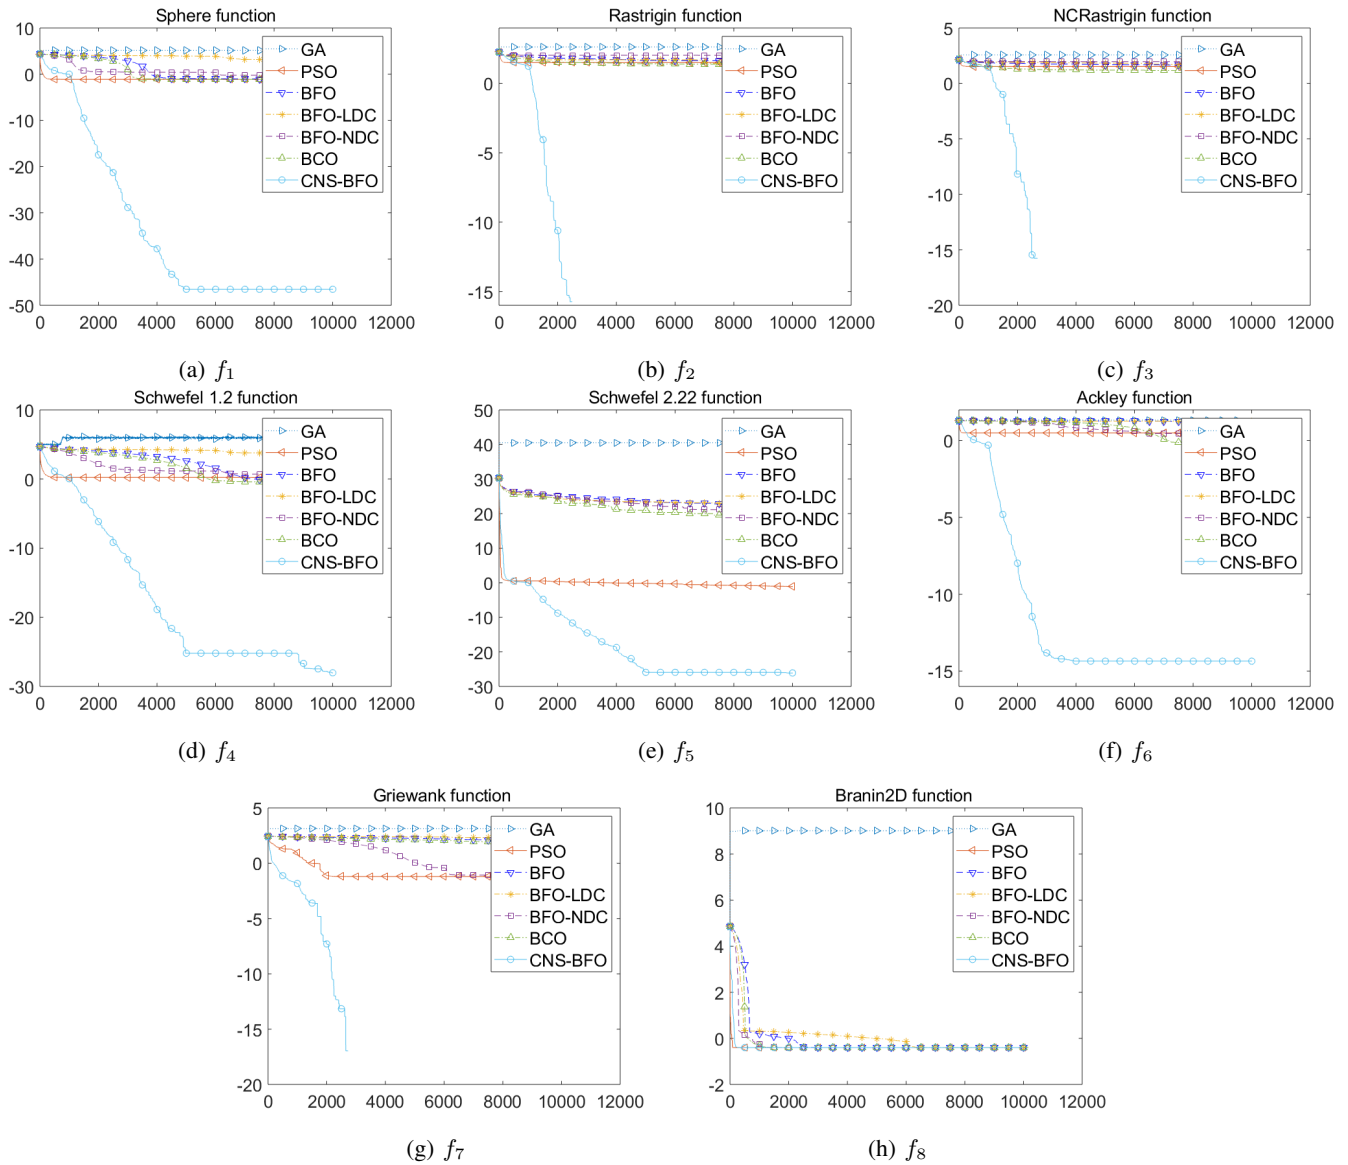 Sphere function
10
0
-10
-20
-30
-40
-50
0 2000 4000 6000 8000 10000 12000
GA
PSO
BFO
BFO-LDC
BFO-NDC
BCO
CNS-BFO
(a) f1
Rastrigin function
0
-5
-10
-15
0 2000 4000 6000 8000 10000 12000
GA
PSO
BFO
BFO-LDC
BFO-NDC
BCO
CNS-BFO
(b) f2
NCRastrigin function
5
0
-5
-10
-15
-20
0 2000 4000 6000 8000 10000 12000
GA
PSO
BFO
BFO-LDC
BFO-NDC
BCO
CNS-BFO
(c) f3
Schwefel 1.2 function
10
0
-10
-20
-30
0 2000 4000 6000 8000 10000 12000
GA
PSO
BFO
BFO-LDC
BFO-NDC
BCO
CNS-BFO
(d) f4
Schwefel 2.22 function
50
40
30
20
10
0
-10
-20
-30
0 2000 4000 6000 8000 10000 12000
GA
PSO
BFO
BFO-LDC
BFO-NDC
BCO
CNS-BFO
(e) f5
Ackley function
0
-5
-10
-15
0 2000 4000 6000 8000 10000 12000
GA
PSO
BFO
BFO-LDC
BFO-NDC
BCO
CNS-BFO
(f) f6
Griewank function
5
0
-5
-10
-15
-20
0 2000 4000 6000 8000 10000 12000
GA
PSO
BFO
BFO-LDC
BFO-NDC
BCO
CNS-BFO
(g) f7
Branin2D function
10
8
6
4
2
0
-2
0 2000 4000 6000 8000 10000 12000
GA
PSO
BFO
BFO-LDC
BFO-NDC
BCO
CNS-BFO
(h) f8